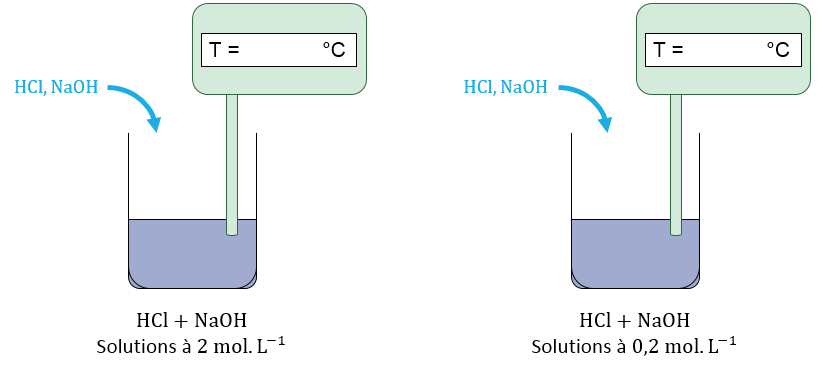 T = °C
HCl, NaOH
HCl + NaOH
Solutions à 2 mol. L⁻¹
T = °C
HCl, NaOH
HCl + NaOH
Solutions à 0,2 mol. L⁻¹